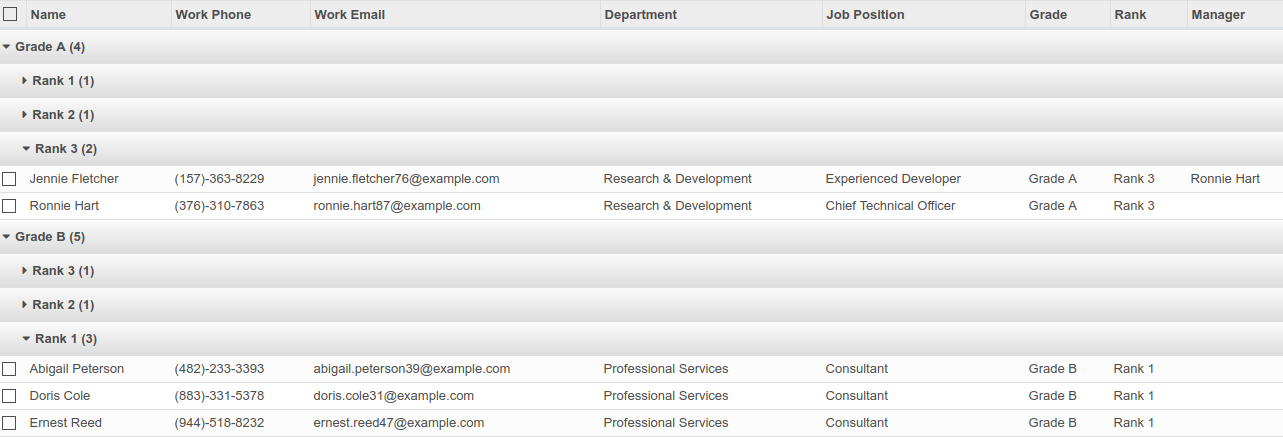 Name Work Phone Work Email Department Job Position Grade Rank Manager
Grade A (4)
Rank 1 (1)
Rank 2 (1)
Rank 3 (2)
Jennie Fletcher (157)-363-8229 jennie.fletcher76@example.com Research & Development Experienced Developer Grade A Rank 3 Ronnie Hart
Ronnie Hart (376)-310-7863 ronnie.hart87@example.com Research & Development Chief Technical Officer Grade A Rank 3
Grade B (5)
Rank 3 (1)
Rank 2 (1)
Rank 1 (3)
Abigail Peterson (482)-233-3393 abigail.peterson39@example.com Professional Services Consultant Grade B Rank 1
Doris Cole (883)-331-5378 doris.cole31@example.com Professional Services Consultant Grade B Rank 1
Ernest Reed (944)-518-8232 ernest.reed47@example.com Professional Services Consultant Grade B Rank 1